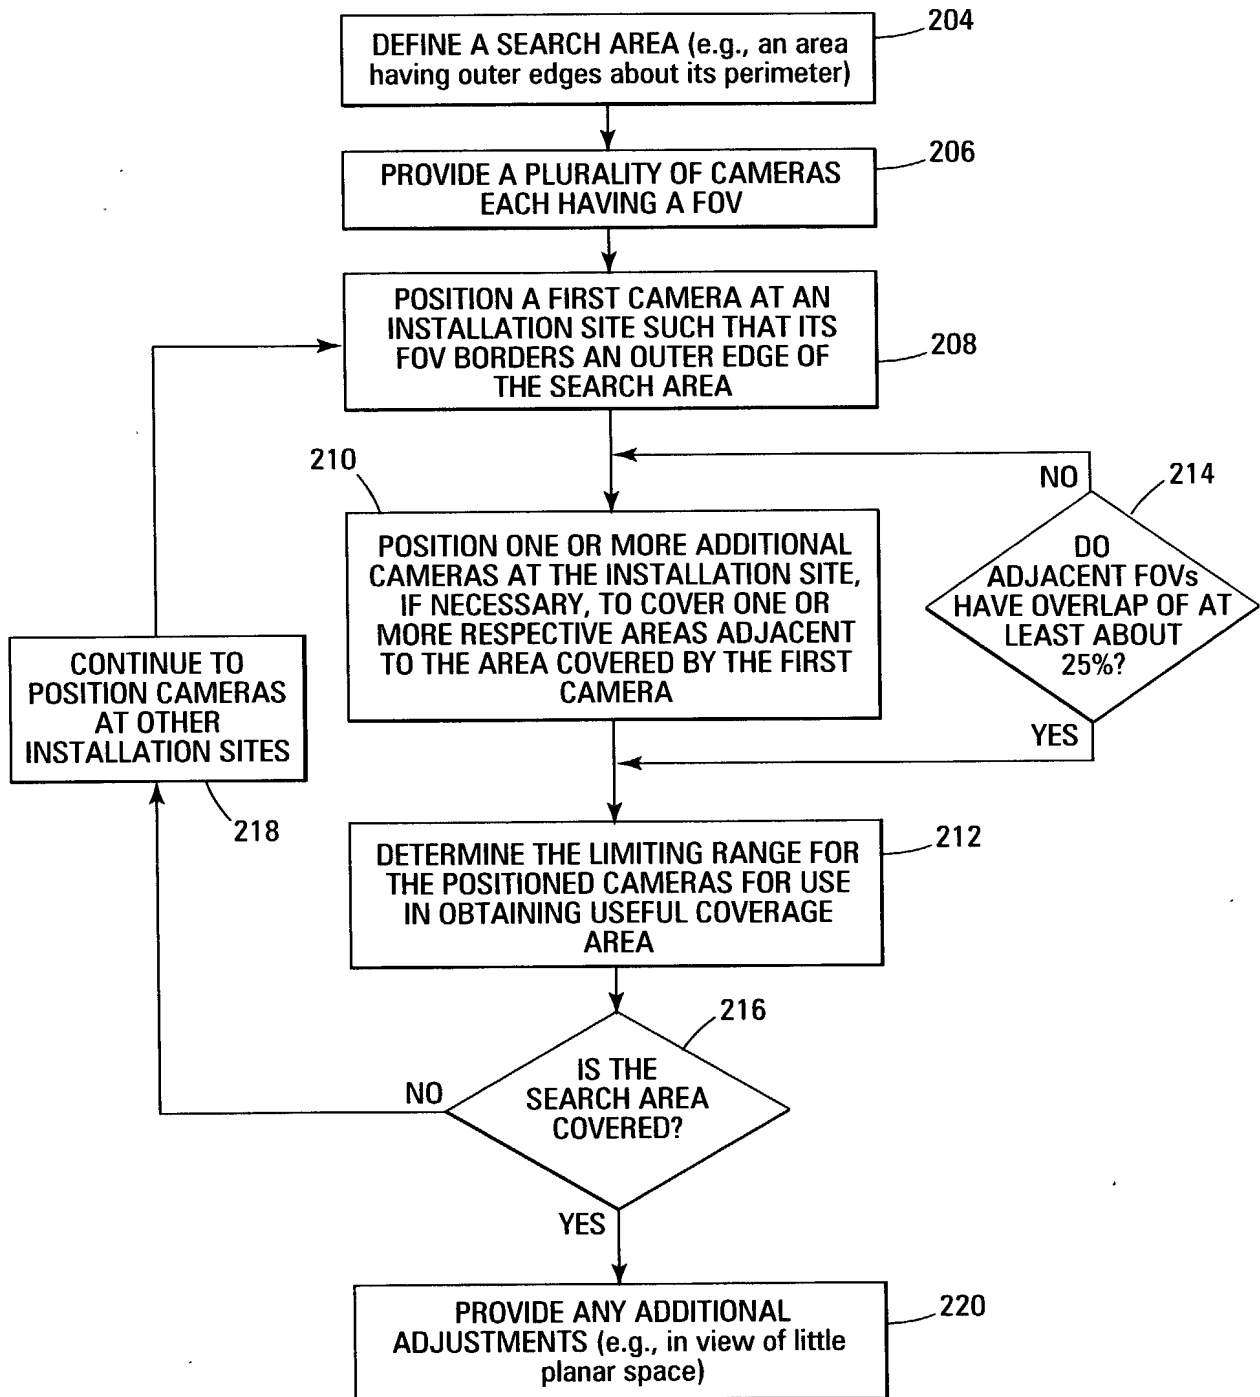 DEFINE A SEARCH AREA (e.g., an area
having outer edges about its perimeter)
204
PROVIDE A PLURALITY OF CAMERAS
EACH HAVING A FOV
206
POSITION A FIRST CAMERA AT AN
INSTALLATION SITE SUCH THAT ITS
FOV BORDERS AN OUTER EDGE OF
THE SEARCH AREA
208
210
POSITION ONE OR MORE ADDITIONAL
CAMERAS AT THE INSTALLATION SITE,
IF NECESSARY, TO COVER ONE OR
MORE RESPECTIVE AREAS ADJACENT
TO THE AREA COVERED BY THE FIRST
CAMERA
NO
214
DO
ADJACENT FOVs
HAVE OVERLAP OF AT
LEAST ABOUT
25%?
YES
CONTINUE TO
POSITION CAMERAS
AT OTHER
INSTALLATION SITES
218
DETERMINE THE LIMITING RANGE FOR
THE POSITIONED CAMERAS FOR USE
IN OBTAINING USEFUL COVERAGE
AREA
212
216
IS THE
SEARCH AREA
COVERED?
NO
YES
PROVIDE ANY ADDITIONAL
ADJUSTMENTS (e.g., in view of little
planar space)
220